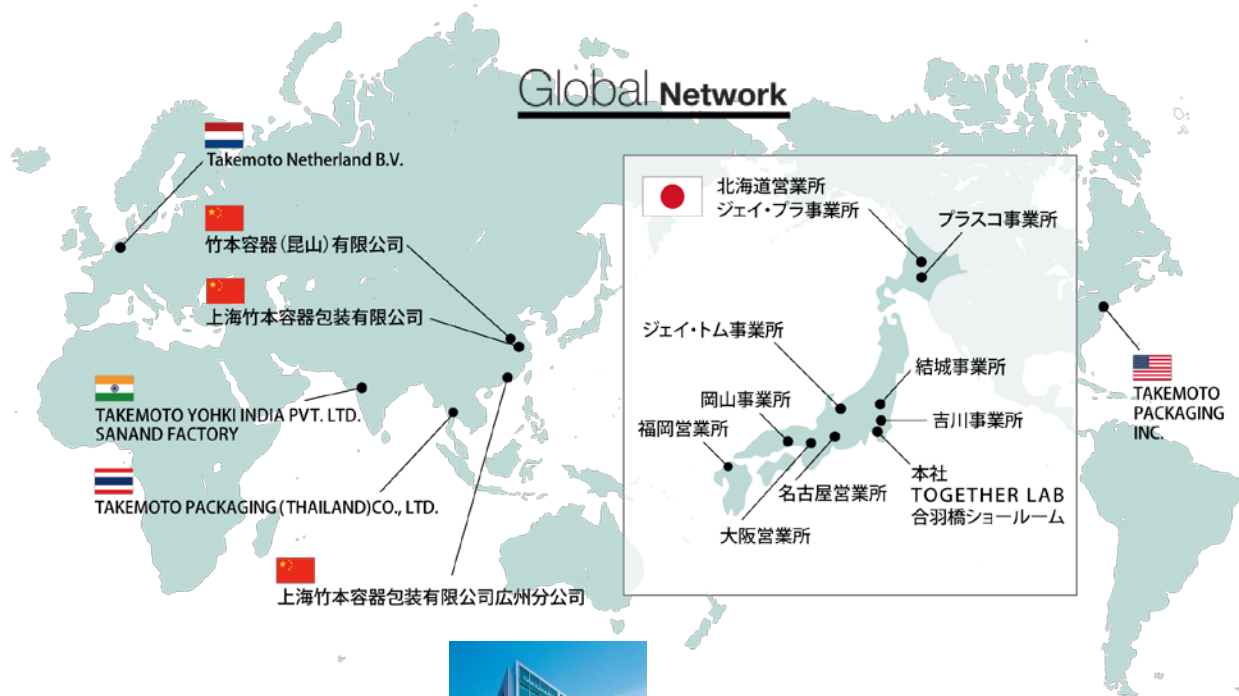 Global Network
Takemoto Netherland B.V.
竹本容器(昆山)有限公司
上海竹本容器包装有限公司
TAKEMOTO YOHKI INDIA PVT. LTD.
SANAND FACTORY
TAKEMOTO PACKAGING(THAILAND)CO., LTD.
上海竹本容器包装有限公司広州分公司
北海道営業所
ジェイ・プラ事業所
プラスコ事業所
ジェイ・トム事業所
結城事業所
岡山事業所
吉川事業所
福岡営業所
本社
TOGETHER LAB
合羽橋ショールーム
名古屋営業所
大阪営業所
TAKEMOTO
PACKAGING
INC.